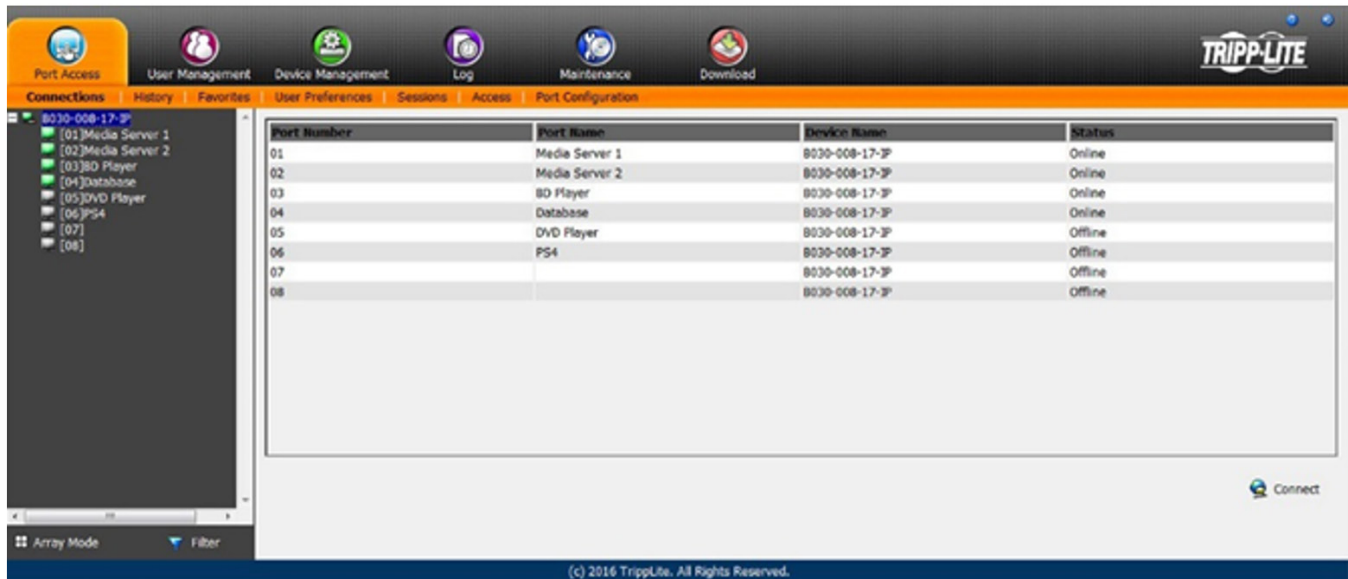 TRIPP·LITE
Port Access User Management Device Management Log Maintenance Download
Connections | History | Favorites | User Preferences | Sessions | Access | Port Configuration
B030-008-17-IP
[01]Media Server 1
[02]Media Server 2
[03]BD Player
[04]Database
[05]DVD Player
[06]PS4
[07]
[08]
Port Number Port Name Device Name Status
01 Media Server 1 B030-008-17-IP Online
02 Media Server 2 B030-008-17-IP Online
03 BD Player B030-008-17-IP Online
04 Database B030-008-17-IP Online
05 DVD Player B030-008-17-IP Offline
06 PS4 B030-008-17-IP Offline
07 B030-008-17-IP Offline
08 B030-008-17-IP Offline
Connect
Array Mode Filter
(c) 2016 TrippLite. All Rights Reserved.